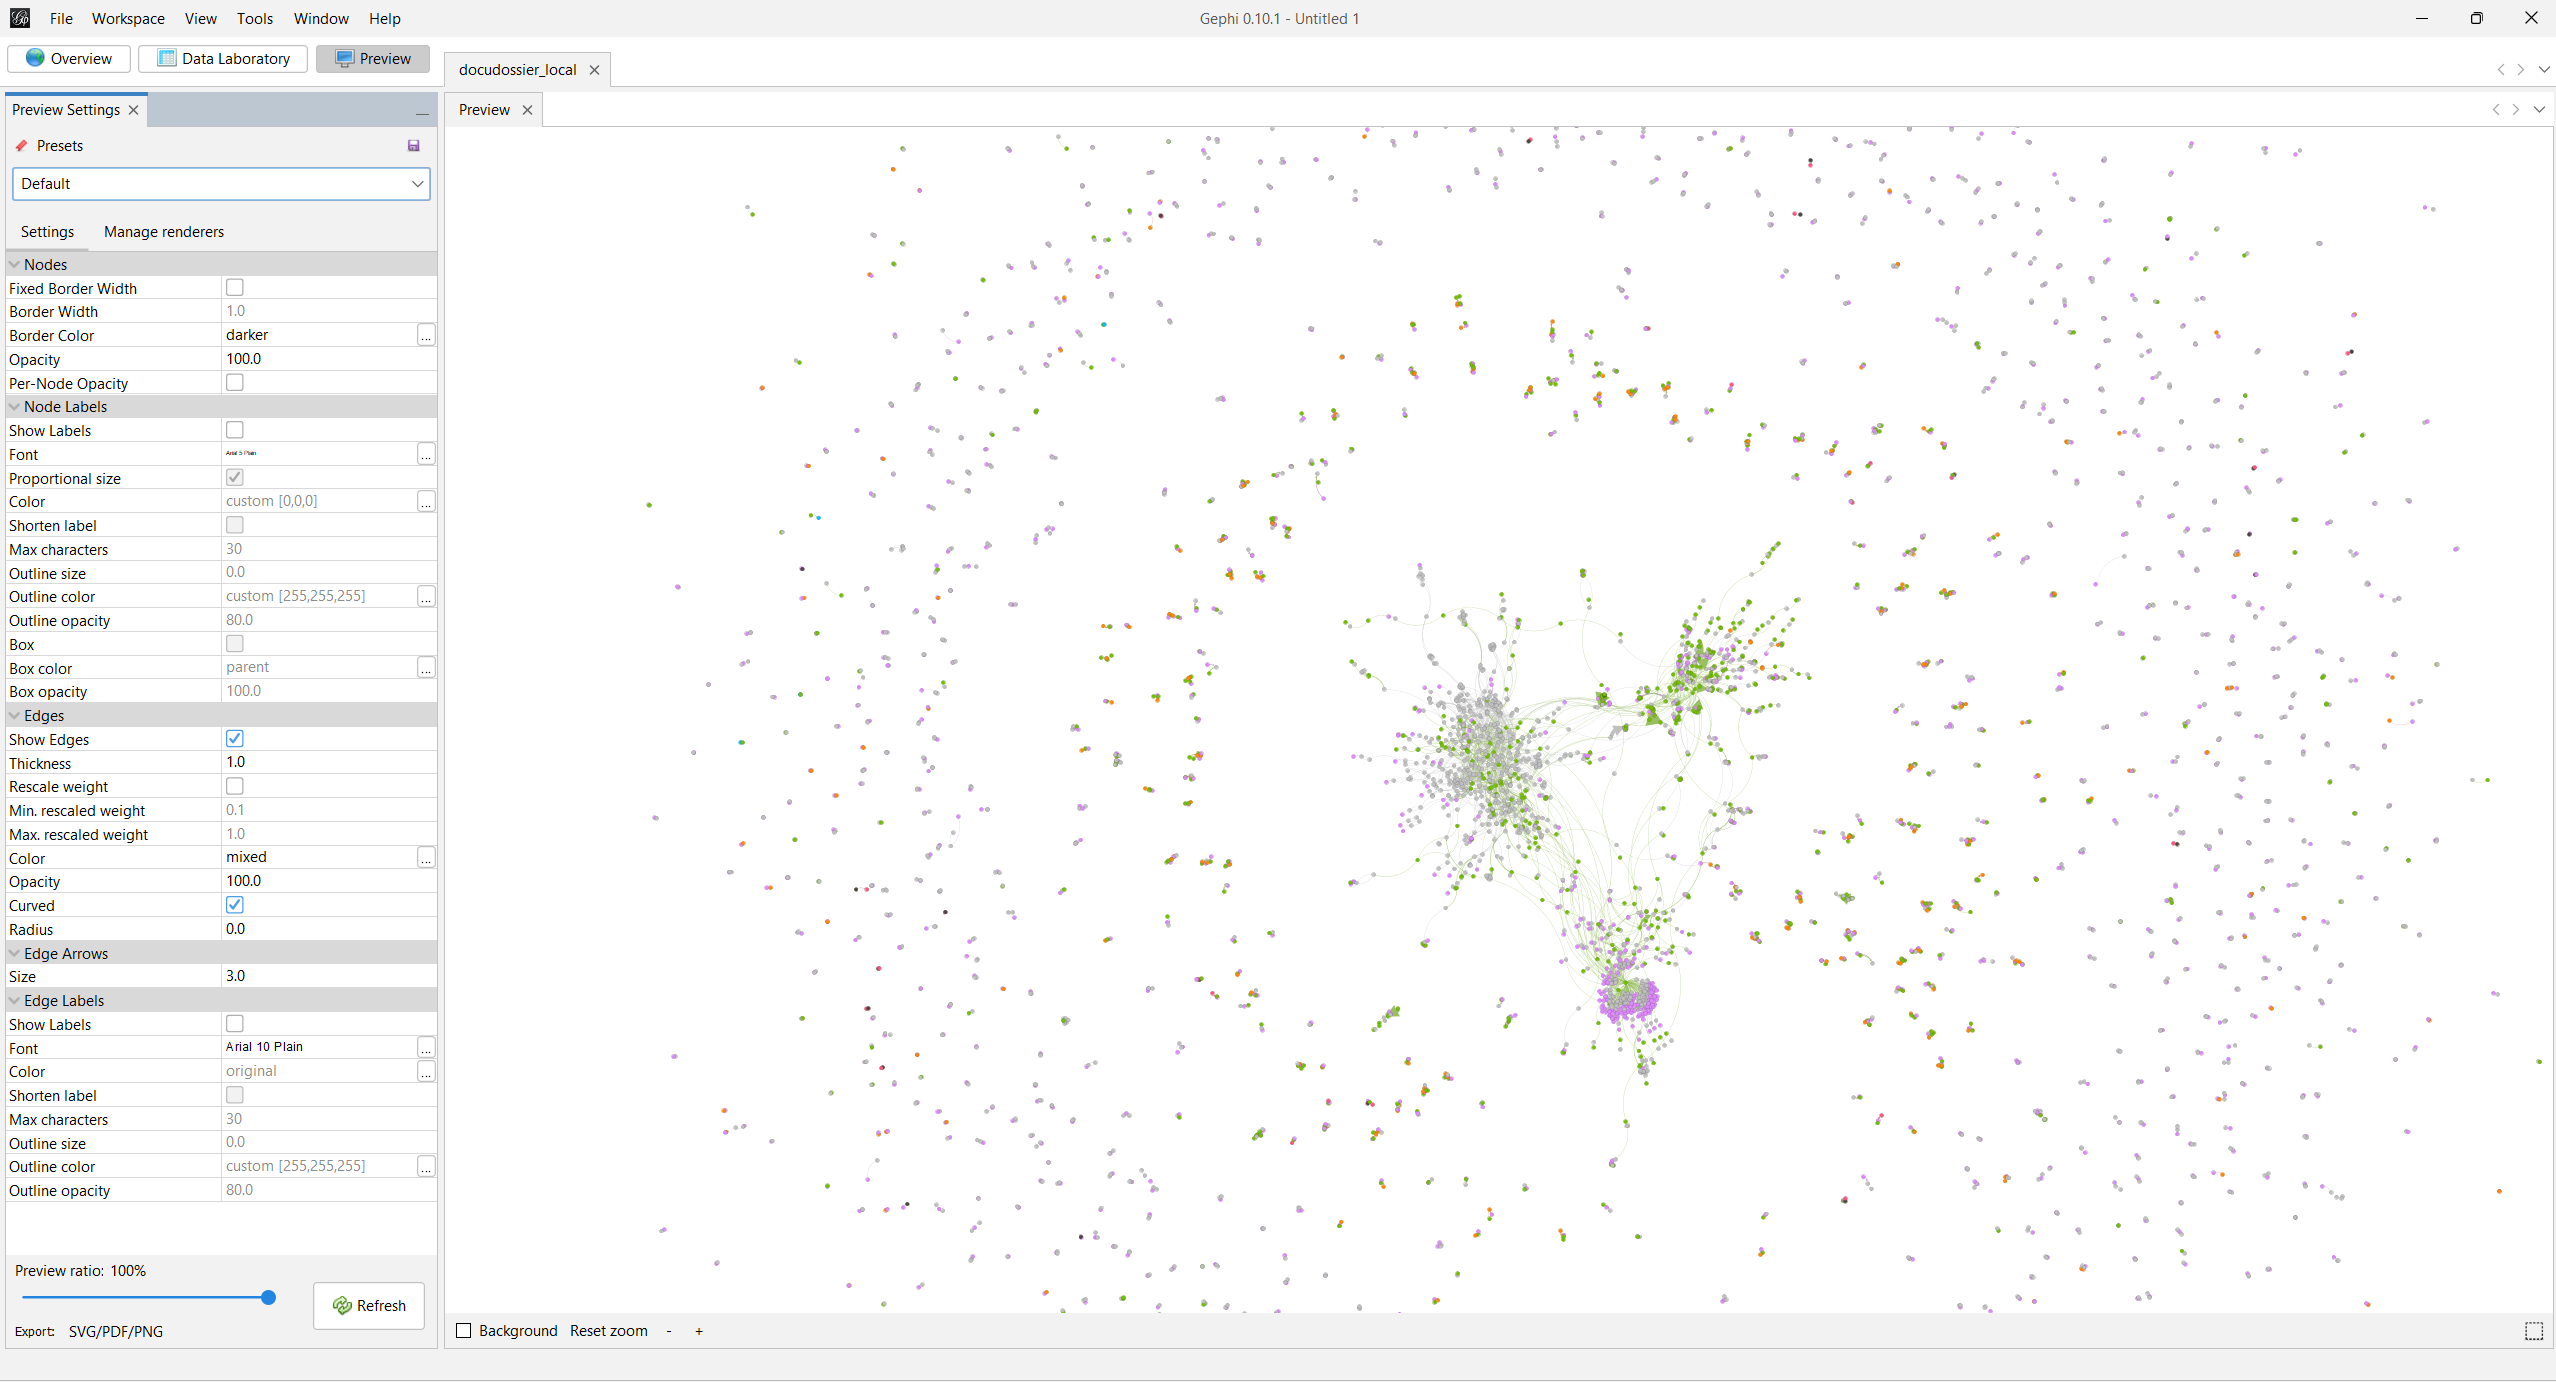 File Workspace View Tools Window Help
Gephi 0.10.1 - Untitled 1
Overview Data Laboratory Preview
docudossier_local
Preview Settings
Preview
Presets
Default
Settings Manage renderers
Nodes
Fixed Border Width
Border Width 1.0
Border Color darker ...
Opacity 100.0
Per-Node Opacity
Node Labels
Show Labels
Font Arial 5 Plain ...
Proportional size
Color custom [0,0,0] ...
Shorten label
Max characters 30
Outline size 0.0
Outline color custom [255,255,255] ...
Outline opacity 80.0
Box
Box color parent ...
Box opacity 100.0
Edges
Show Edges
Thickness 1.0
Rescale weight
Min. rescaled weight 0.1
Max. rescaled weight 1.0
Color mixed ...
Opacity 100.0
Curved
Radius 0.0
Edge Arrows
Size 3.0
Edge Labels
Show Labels
Font Arial 10 Plain ...
Color original ...
Shorten label
Max characters 30
Outline size 0.0
Outline color custom [255,255,255] ...
Outline opacity 80.0
Preview ratio: 100%
Refresh
Export: SVG/PDF/PNG
Background Reset zoom - +